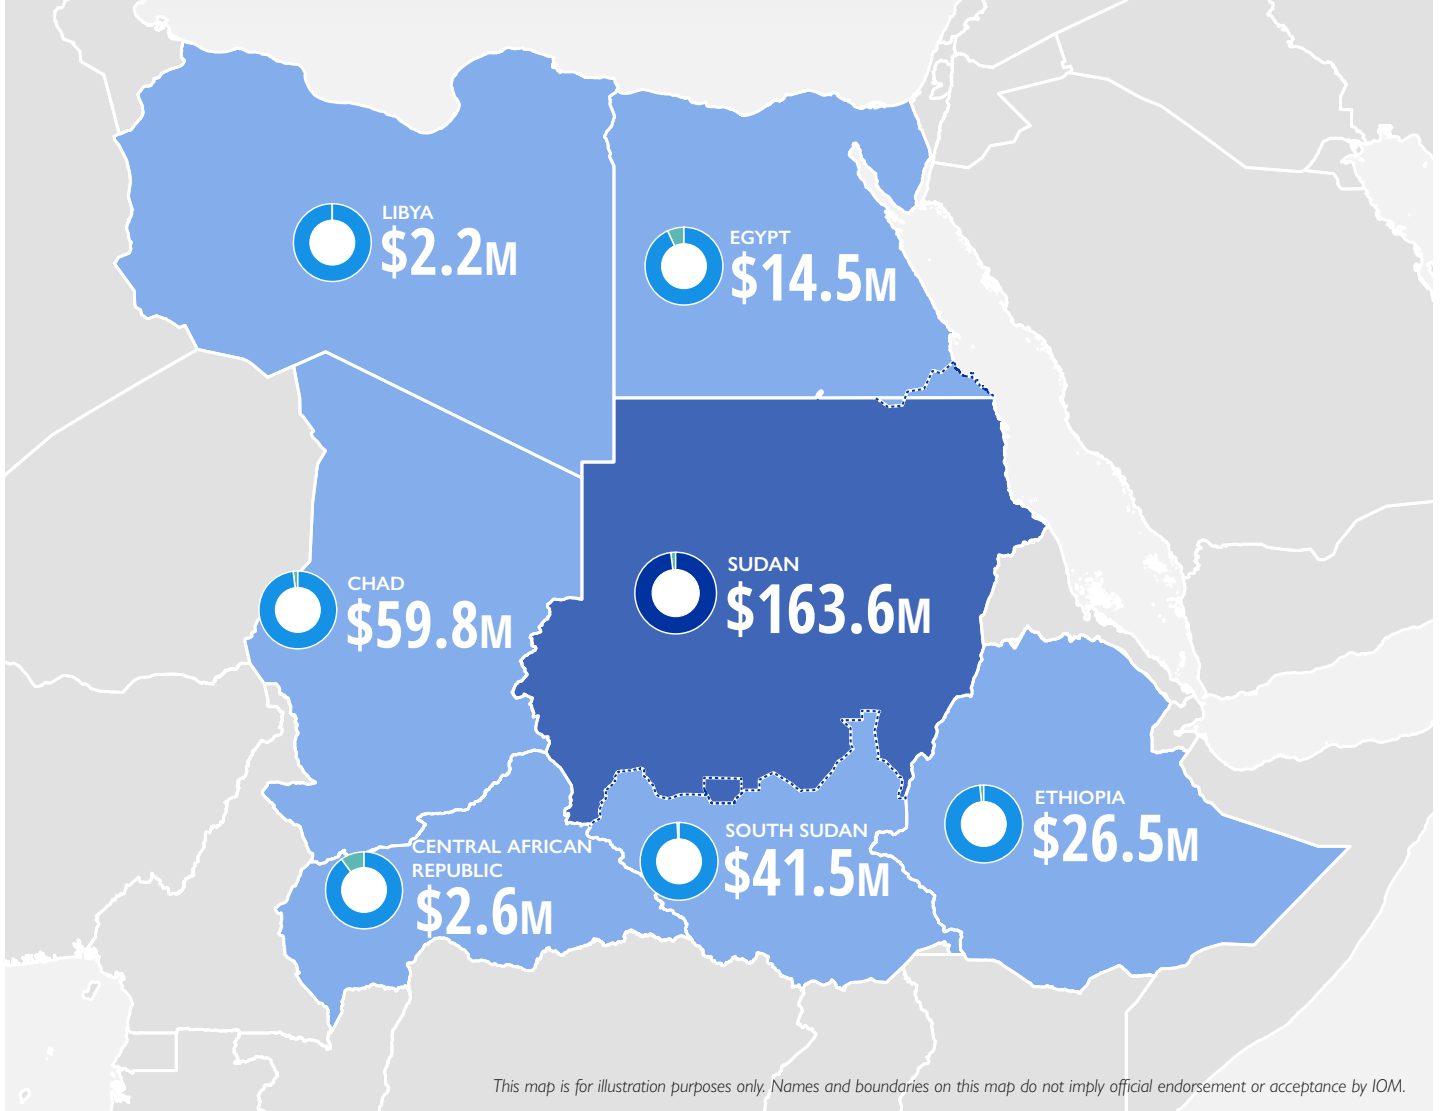 LIBYA
$2.2M
EGYPT
$14.5M
CHAD
$59.8M
SUDAN
$163.6M
CENTRAL AFRICAN
REPUBLIC
$2.6M
SOUTH SUDAN
$41.5M
ETHIOPIA
$26.5M
This map is for illustration purposes only. Names and boundaries on this map do not imply official endorsement or acceptance by IOM.